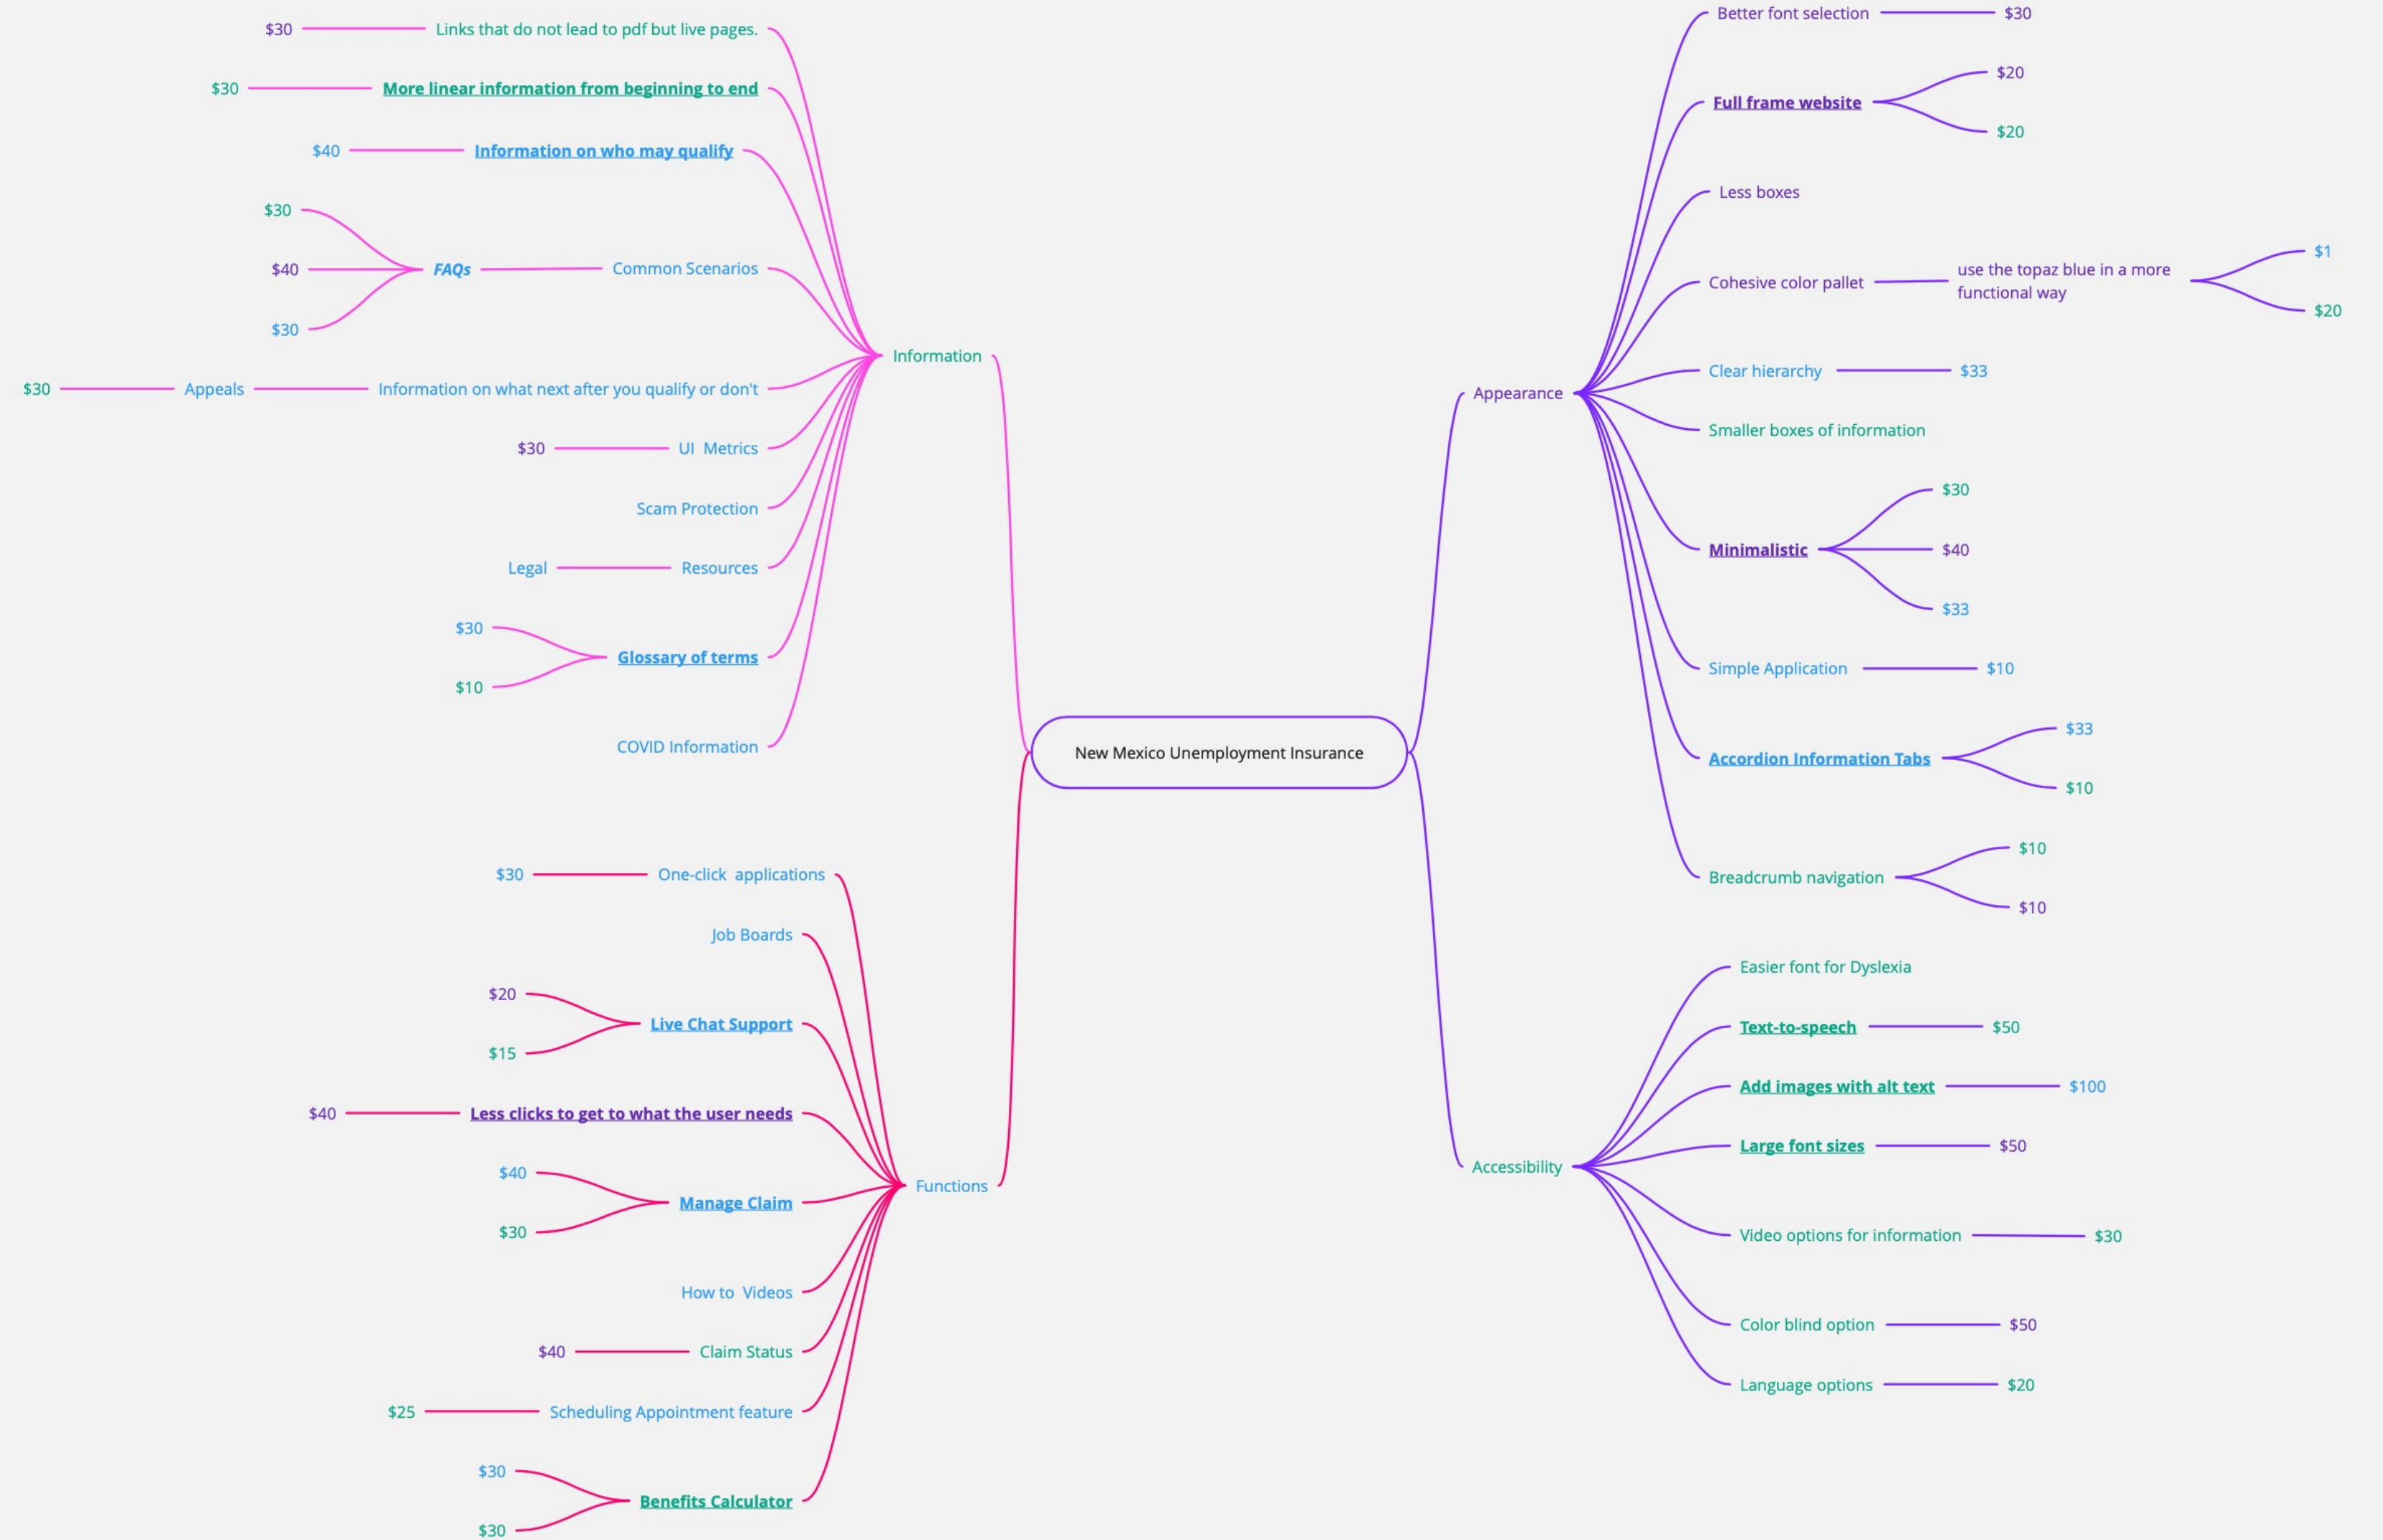 New Mexico Unemployment Insurance
Information
Links that do not lead to pdf but live pages.
$30
More linear information from beginning to end
$30
Information on who may qualify
$40
Common Scenarios
FAQs
$30
$40
$30
Information on what next after you qualify or don't
Appeals
$30
UI Metrics
$30
Scam Protection
Resources
Legal
Glossary of terms
$30
$10
COVID Information
Functions
One-click applications
$30
Job Boards
Live Chat Support
$20
$15
Less clicks to get to what the user needs
$40
Manage Claim
$40
$30
How to Videos
Claim Status
$40
Scheduling Appointment feature
$25
Benefits Calculator
$30
$30
Appearance
Better font selection
$30
Full frame website
$20
$20
Less boxes
Cohesive color pallet
use the topaz blue in a more
functional way
$1
$20
Clear hierarchy
$33
Smaller boxes of information
Minimalistic
$30
$40
$33
Simple Application
$10
Accordion Information Tabs
$33
$10
Breadcrumb navigation
$10
$10
Accessibility
Easier font for Dyslexia
Text-to-speech
$50
Add images with alt text
$100
Large font sizes
$50
Video options for information
$30
Color blind option
$50
Language options
$20